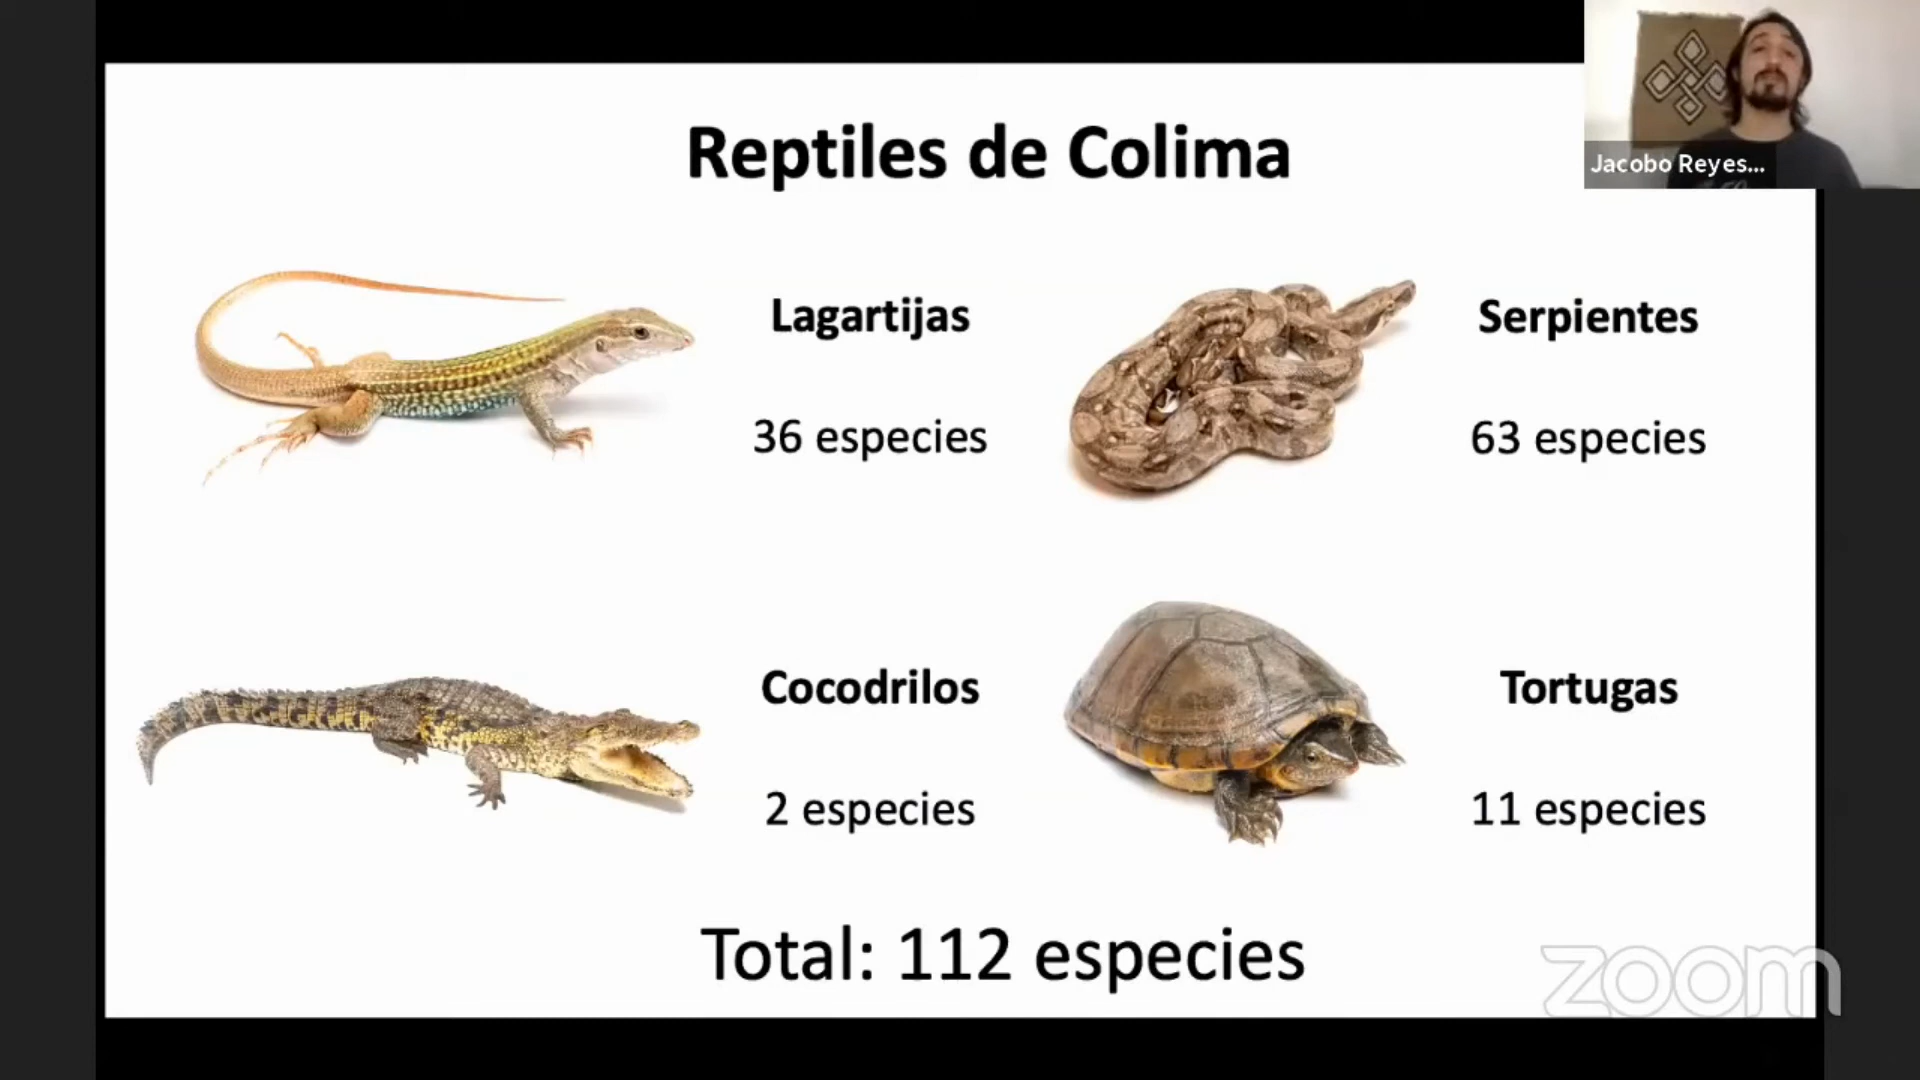 Reptiles de Colima
Jacobo Reyes...
Lagartijas
36 especies
Serpientes
63 especies
Cocodrilos
2 especies
Tortugas
11 especies
Total: 112 especies
zoom